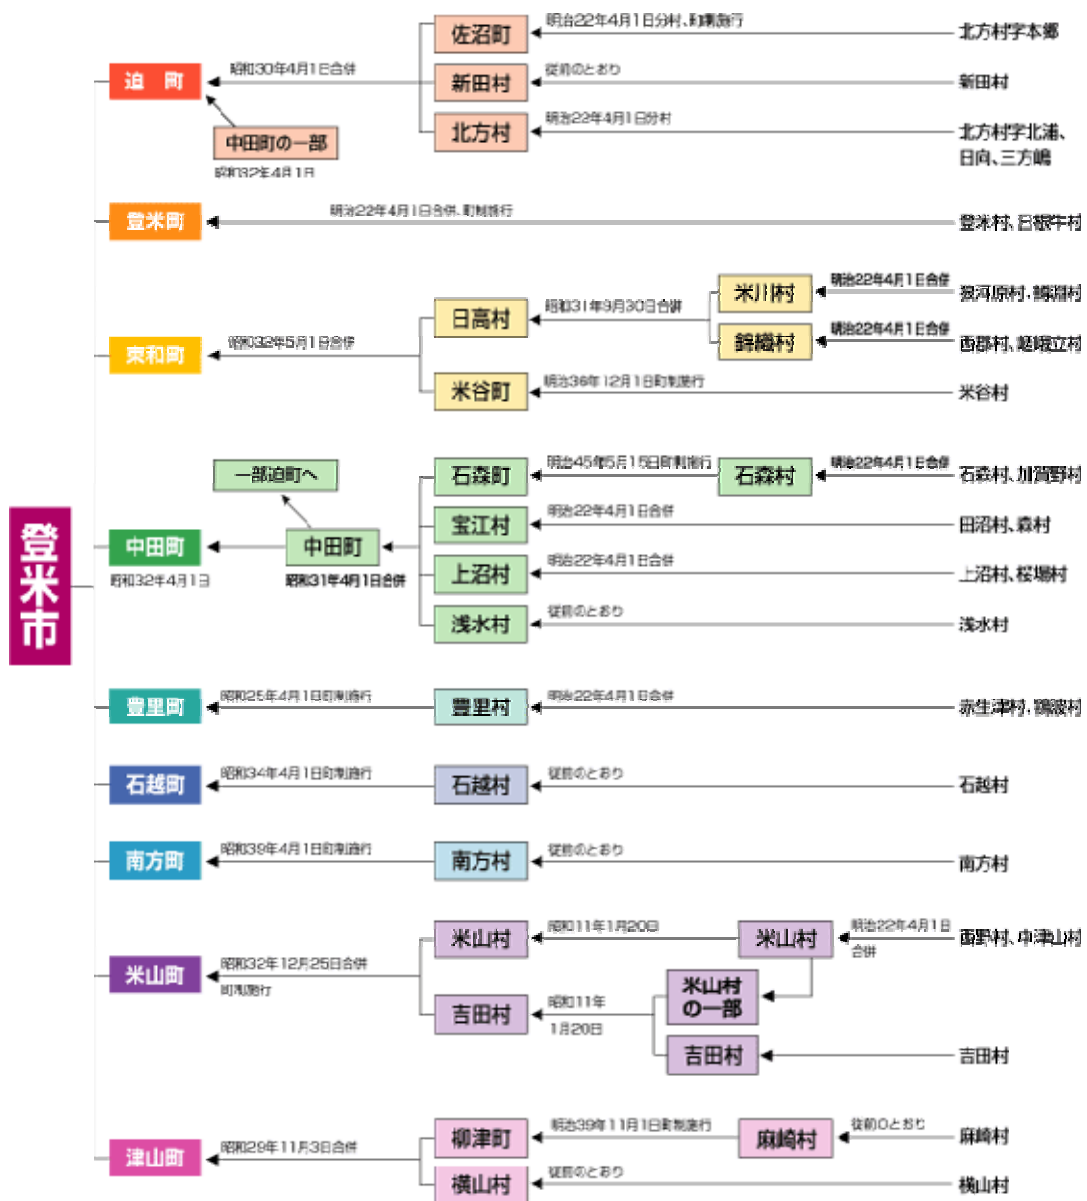 登米市
迫 町
昭和30年4月1日合併
佐沼町
明治22年4月1日分村、町制施行
北方村字本郷
新田村
従前のとおり
新田村
北方村
明治22年4月1日分村
北方村字北浦、
日向、三方嶋
中田町の一部
昭和32年4月1日
登米町
明治22年4月1日合併、町制施行
登米村、日根牛村
東和町
昭和32年5月1日合併
日高村
昭和31年9月30日合併
米川村
明治22年4月1日合併
狼河原村、鱒淵村
錦織村
明治22年4月1日合併
西郡村、嵯峨立村
米谷町
明治36年12月1日町制施行
米谷村
中田町
昭和32年4月1日
一部迫町へ
中田町
昭和31年4月1日合併
石森町
明治45年5月15日町制施行
石森村
明治22年4月1日合併
石森村、加賀野村
宝江村
明治22年4月1日合併
田沼村、森村
上沼村
明治22年4月1日合併
上沼村、桜場村
浅水村
従前のとおり
浅水村
豊里町
昭和25年4月1日町制施行
豊里村
明治22年4月1日合併
赤生津村、鴇波村
石越町
昭和34年4月1日町制施行
石越村
従前のとおり
石越村
南方町
昭和39年4月1日町制施行
南方村
従前のとおり
南方村
米山町
昭和32年12月25日合併
町制施行
米山村
昭和11年1月20日
米山村
明治22年4月1日
合併
西野村、中津山村
吉田村
昭和11年
1月20日
米山村
の一部
吉田村
吉田村
津山町
昭和29年11月3日合併
柳津町
明治39年11月1日町制施行
麻崎村
従前のとおり
麻崎村
横山村
従前のとおり
横山村